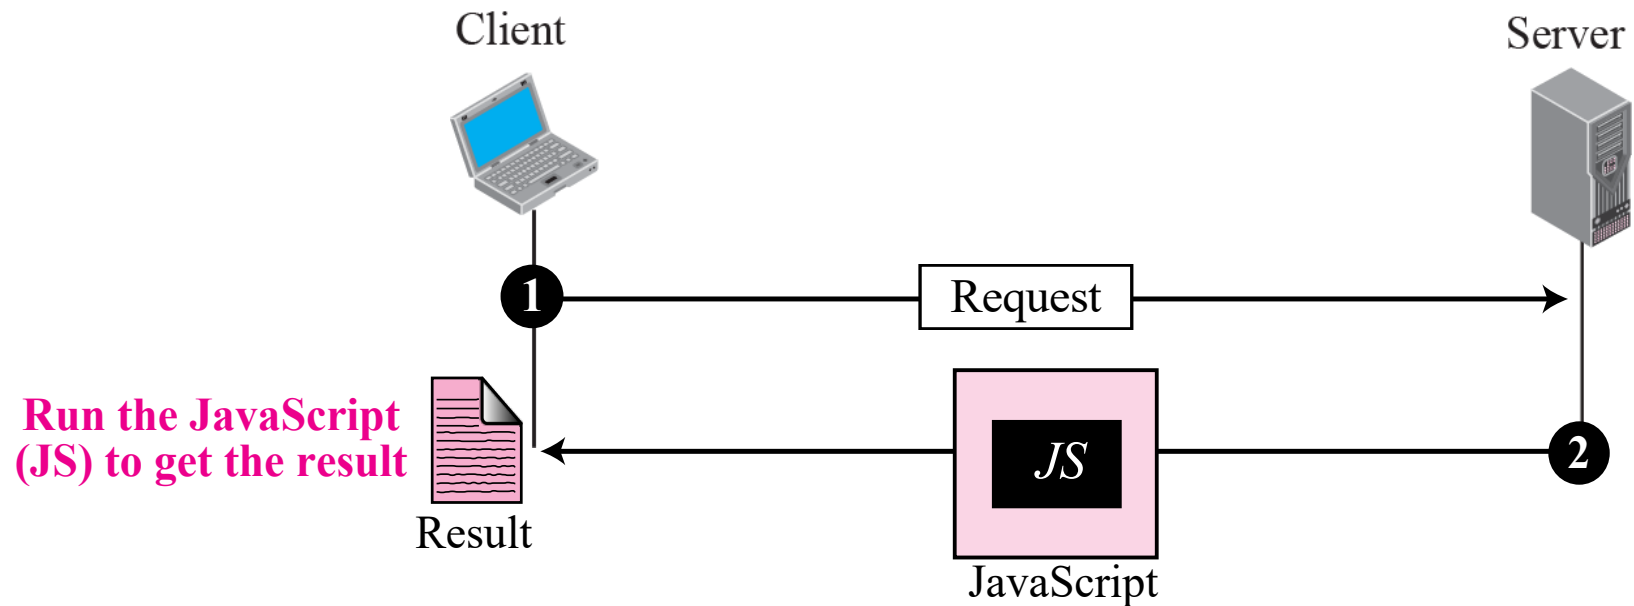 Client
Server
1
Request
Run the JavaScript
(JS) to get the result
JS
2
Result
JavaScript